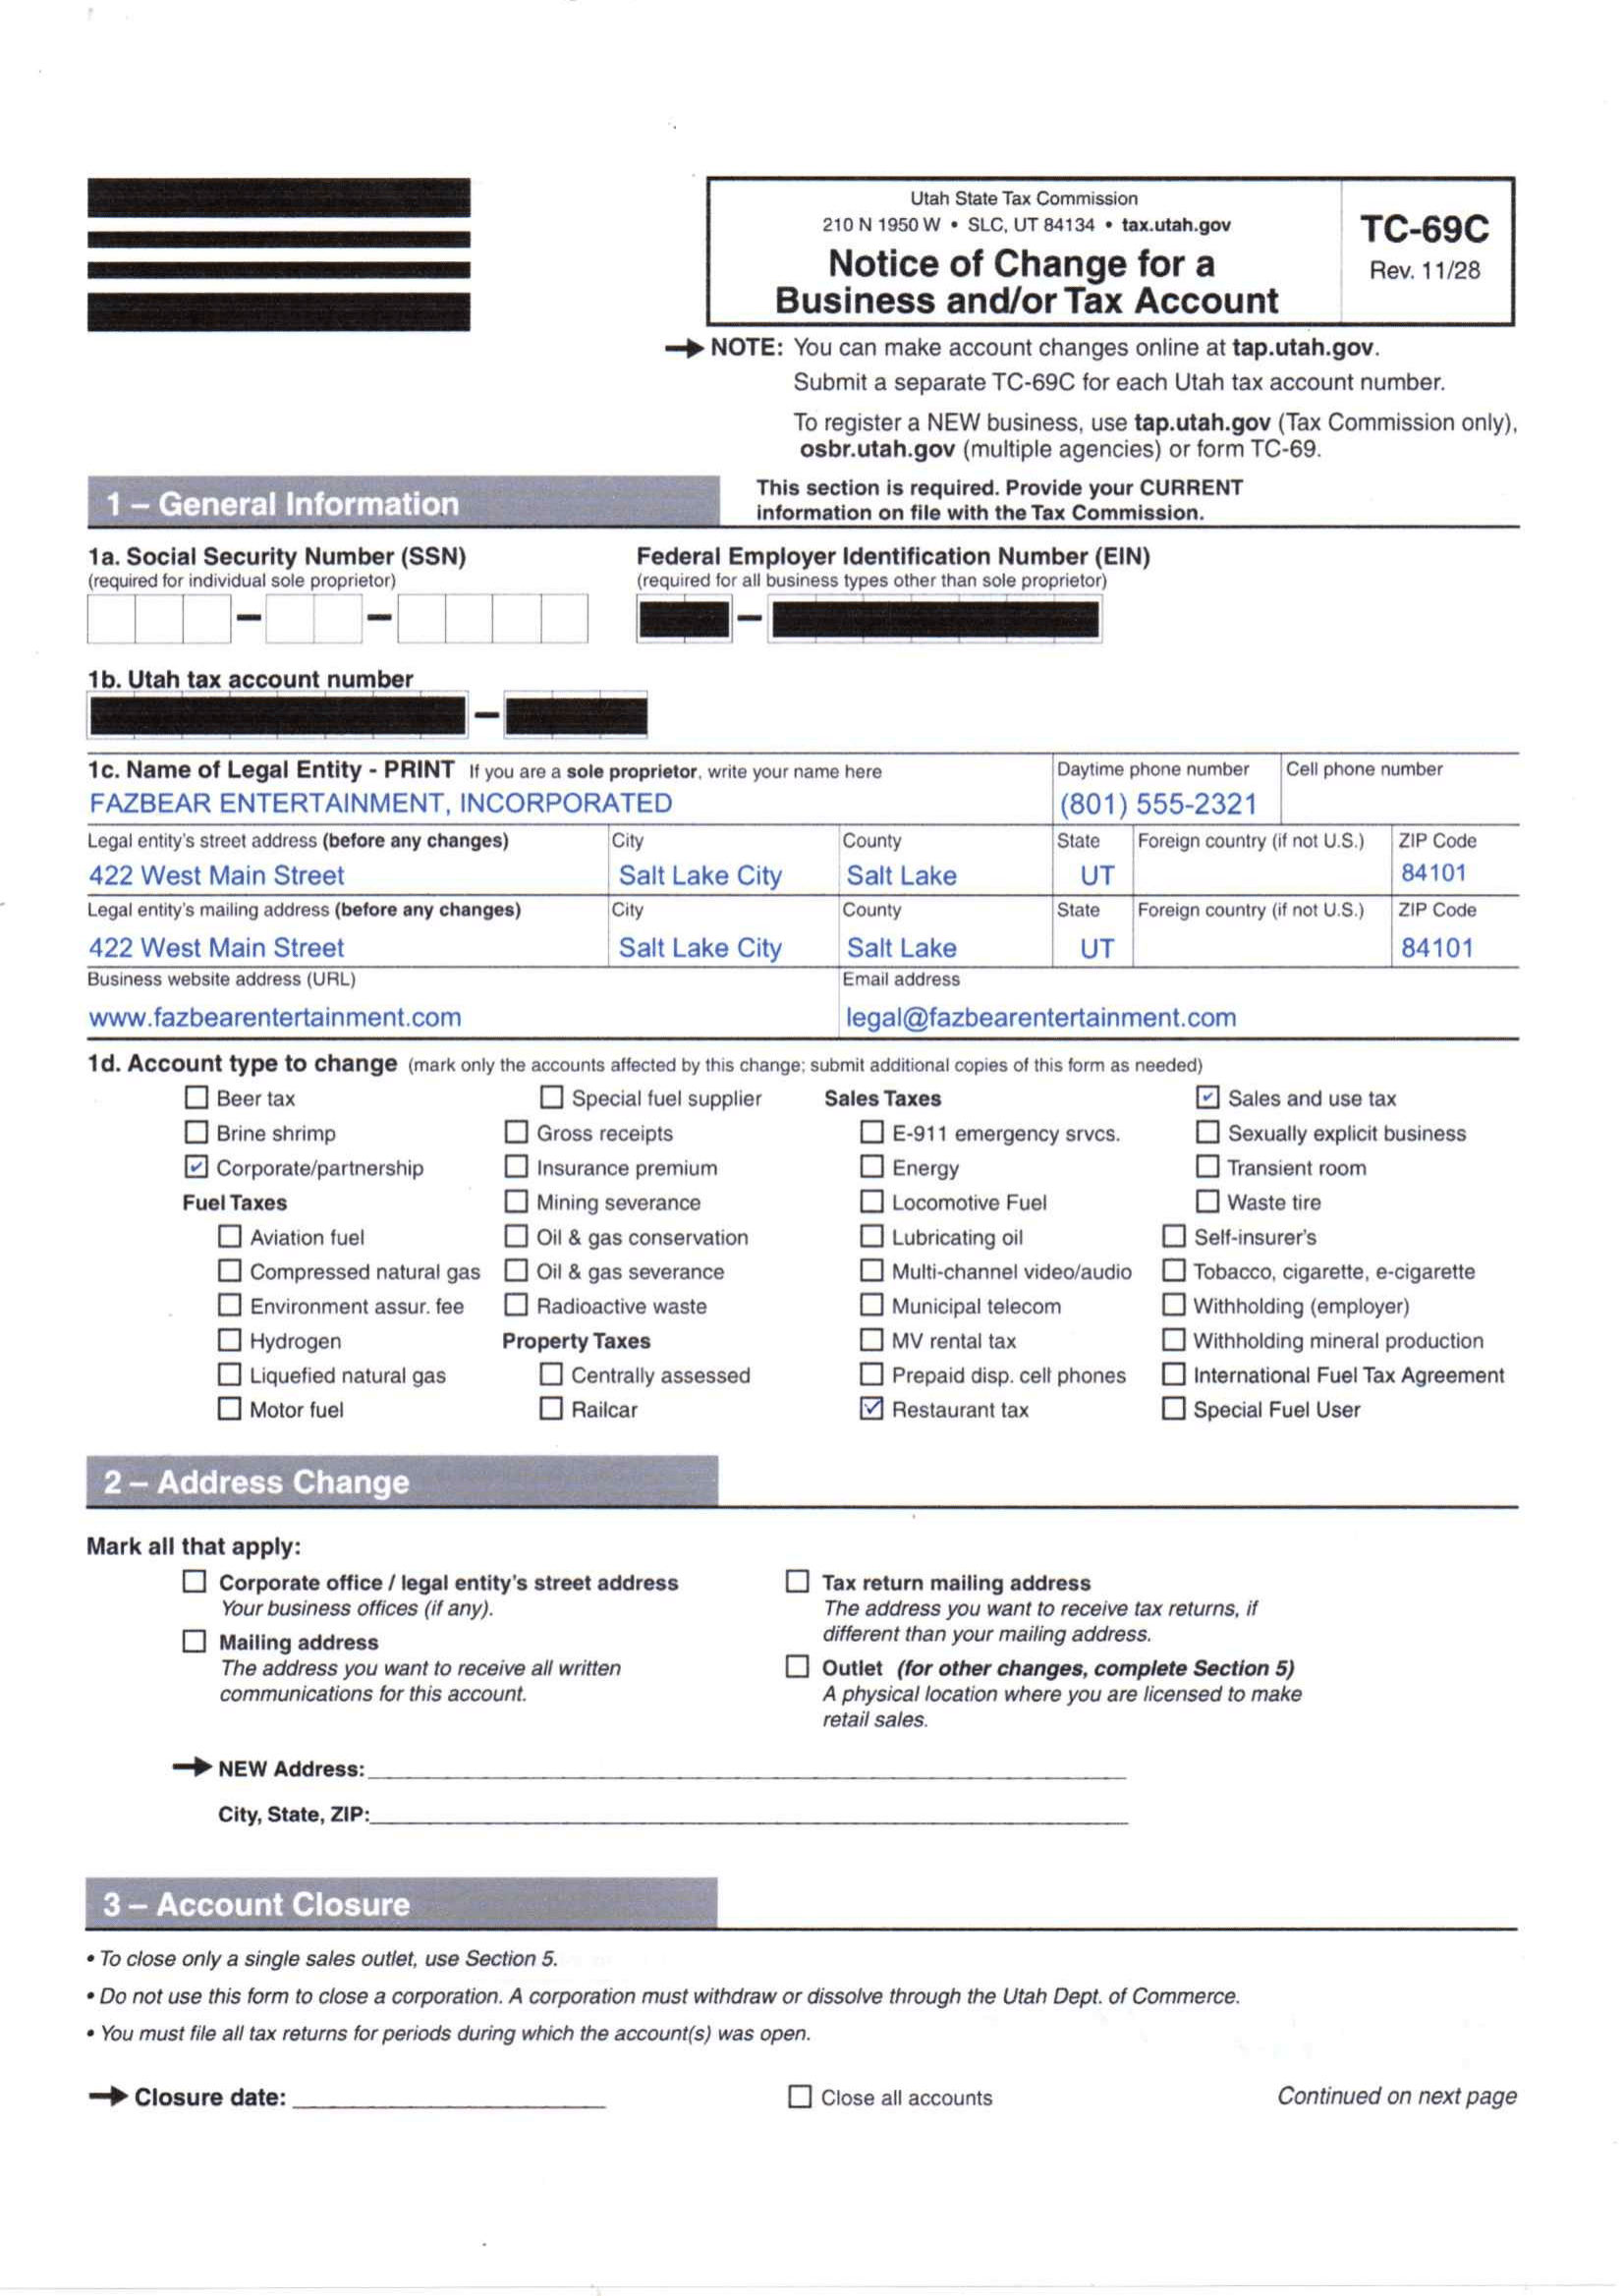 Utah State Tax Commission
210 N 1950 W • SLC, UT 84134 • tax.utah.gov
Notice of Change for a
Business and/or Tax Account
TC-69C
Rev. 11/28
NOTE: You can make account changes online at tap.utah.gov.
Submit a separate TC-69C for each Utah tax account number.
To register a NEW business, use tap.utah.gov (Tax Commission only),
osbr.utah.gov (multiple agencies) or form TC-69.
1 – General Information
This section is required. Provide your CURRENT
information on file with the Tax Commission.
1a. Social Security Number (SSN)
(required for individual sole proprietor)
Federal Employer Identification Number (EIN)
(required for all business types other than sole proprietor)
1b. Utah tax account number
1c. Name of Legal Entity - PRINT If you are a sole proprietor, write your name here
FAZBEAR ENTERTAINMENT, INCORPORATED
Daytime phone number
(801) 555-2321
Cell phone number
Legal entity's street address (before any changes) City County State Foreign country (if not U.S.) ZIP Code
422 West Main Street Salt Lake City Salt Lake UT 84101
Legal entity's mailing address (before any changes) City County State Foreign country (if not U.S.) ZIP Code
422 West Main Street Salt Lake City Salt Lake UT 84101
Business website address (URL) Email address
www.fazbearentertainment.com legal@fazbearentertainment.com
1d. Account type to change (mark only the accounts affected by this change; submit additional copies of this form as needed)
Beer tax
Brine shrimp
Corporate/partnership
Fuel Taxes
Aviation fuel
Compressed natural gas
Environment assur. fee
Hydrogen
Liquefied natural gas
Motor fuel
Special fuel supplier
Gross receipts
Insurance premium
Mining severance
Oil & gas conservation
Oil & gas severance
Radioactive waste
Property Taxes
Centrally assessed
Railcar
Sales Taxes
E-911 emergency srvcs.
Energy
Locomotive Fuel
Lubricating oil
Multi-channel video/audio
Municipal telecom
MV rental tax
Prepaid disp. cell phones
Restaurant tax
Sales and use tax
Sexually explicit business
Transient room
Waste tire
Self-insurer's
Tobacco, cigarette, e-cigarette
Withholding (employer)
Withholding mineral production
International Fuel Tax Agreement
Special Fuel User
2 – Address Change
Mark all that apply:
Corporate office / legal entity's street address
Your business offices (if any).
Mailing address
The address you want to receive all written
communications for this account.
Tax return mailing address
The address you want to receive tax returns, if
different than your mailing address.
Outlet (for other changes, complete Section 5)
A physical location where you are licensed to make
retail sales.
NEW Address:
City, State, ZIP:
3 – Account Closure
• To close only a single sales outlet, use Section 5.
• Do not use this form to close a corporation. A corporation must withdraw or dissolve through the Utah Dept. of Commerce.
• You must file all tax returns for periods during which the account(s) was open.
Closure date:
Close all accounts
Continued on next page